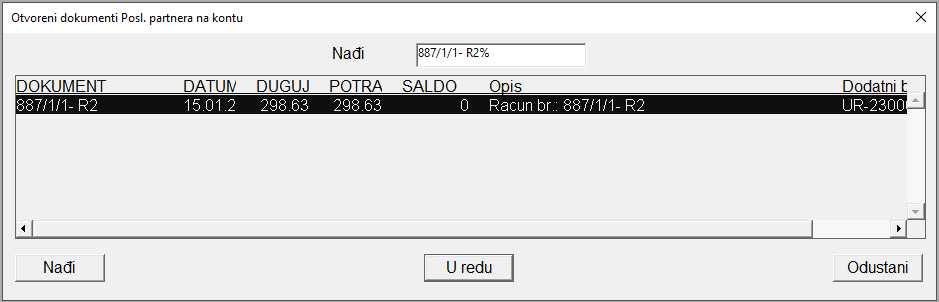 Otvoreni dokumenti Posl. partnera na kontu
Nađi 887/1/1- R2%
DOKUMENT DATUM DUGUJ POTRA SALDO Opis Dodatni b
887/1/1- R2 15.01.2 298.63 298.63 0 Racun br.: 887/1/1- R2 UR-2300
Nađi U redu Odustani